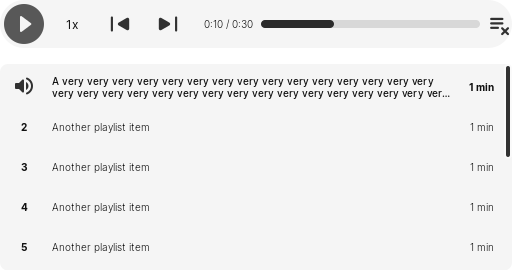 1x 0:10 / 0:30
A very very very very very very very very very very very very very very very
very very very very very very very very very very very very very very very ver... 1 min
2 Another playlist item 1 min
3 Another playlist item 1 min
4 Another playlist item 1 min
5 Another playlist item 1 min